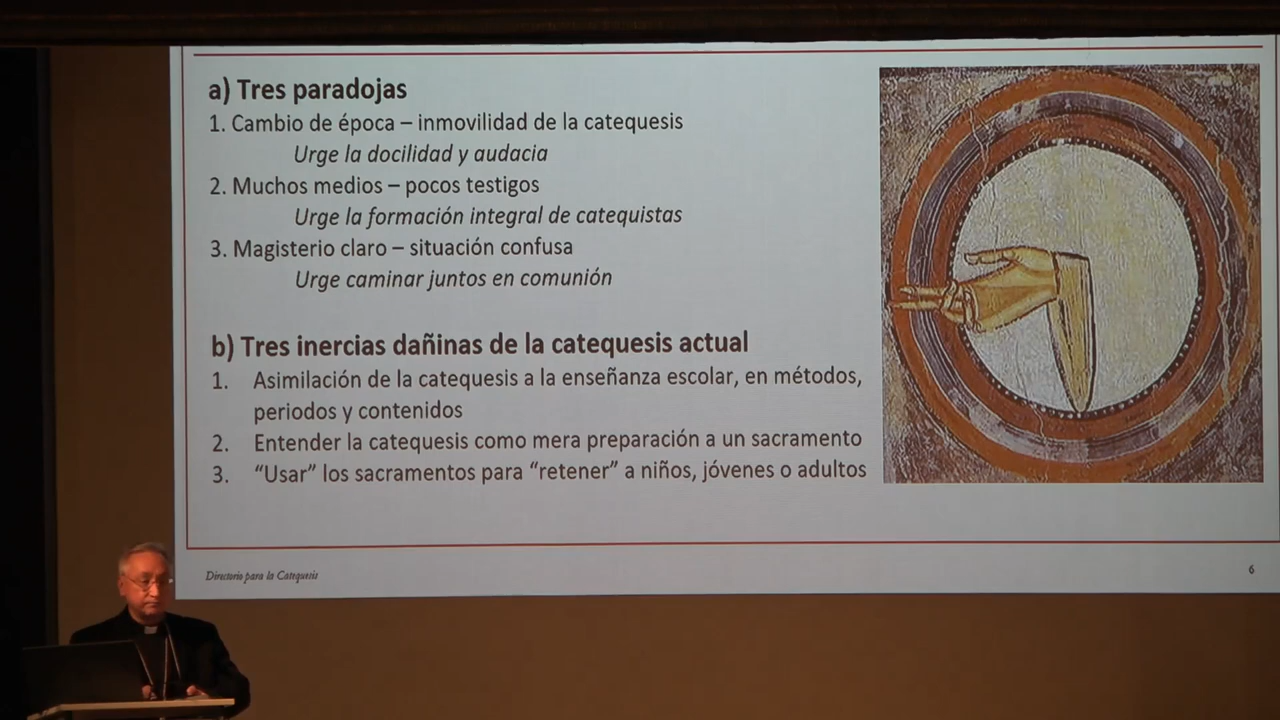 a) Tres paradojas
1. Cambio de época – inmovilidad de la catequesis
Urge la docilidad y audacia
2. Muchos medios – pocos testigos
Urge la formación integral de catequistas
3. Magisterio claro – situación confusa
Urge caminar juntos en comunión
b) Tres inercias dañinas de la catequesis actual
1. Asimilación de la catequesis a la enseñanza escolar, en métodos,
periodos y contenidos
2. Entender la catequesis como mera preparación a un sacramento
3. “Usar” los sacramentos para “retener” a niños, jóvenes o adultos
Directorio para la Catequesis
6